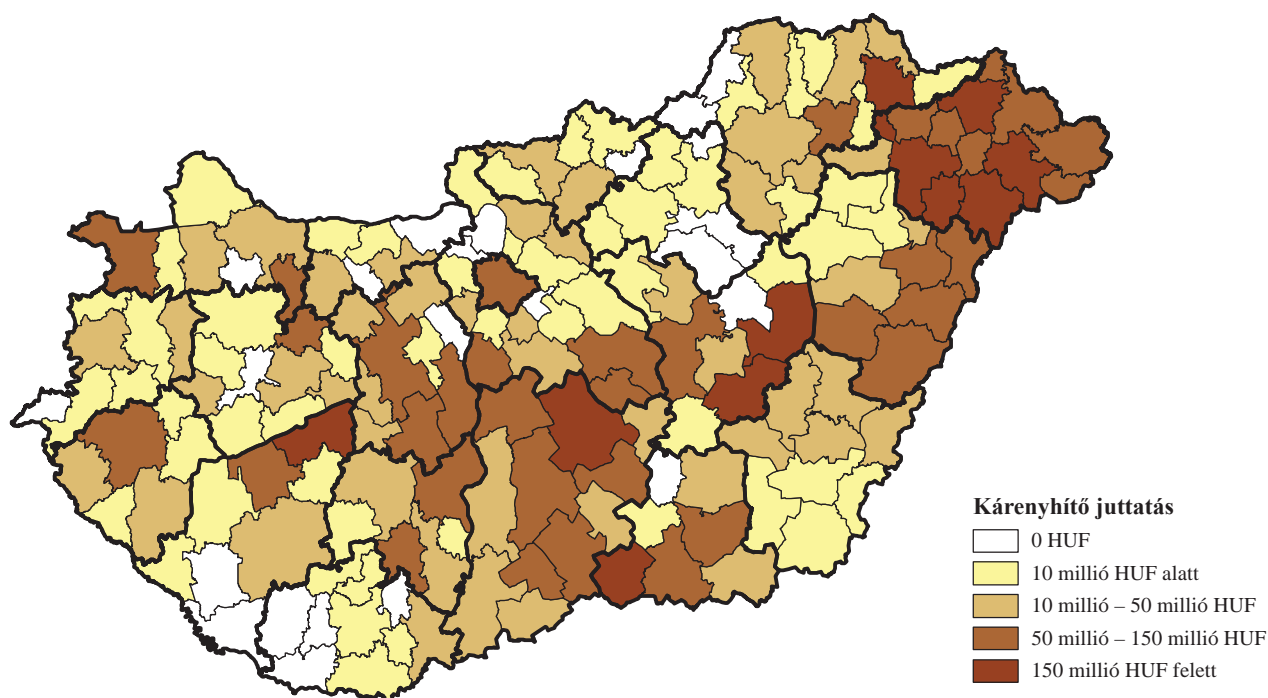 Kárenyhítő juttatás
0 HUF
10 millió HUF alatt
10 millió – 50 millió HUF
50 millió – 150 millió HUF
150 millió HUF felett